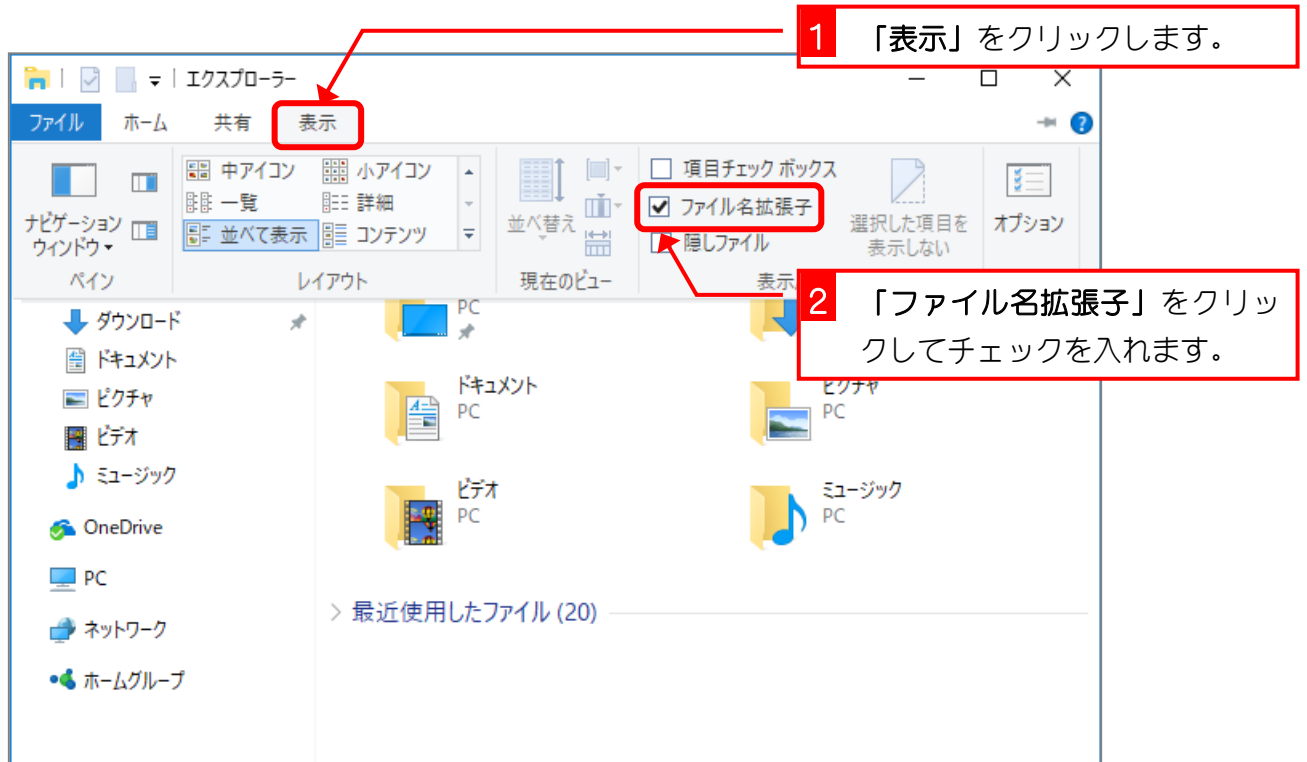 1 「表示」をクリックします。
エクスプローラー
ファイル ホーム 共有 表示
中アイコン 小アイコン 項目チェック ボックス
一覧 詳細 ファイル名拡張子
並べて表示 コンテンツ 隠しファイル
ナビゲーション
ウィンドウ
並べ替え
選択した項目を
表示しない
オプション
ペイン レイアウト 現在のビュー 表示
2 「ファイル名拡張子」をクリッ
クしてチェックを入れます。
ダウンロード
ドキュメント
ピクチャ
ビデオ
ミュージック
OneDrive
PC
ネットワーク
ホームグループ
PC
ドキュメント
PC
ピクチャ
PC
ビデオ
PC
ミュージック
PC
最近使用したファイル (20)